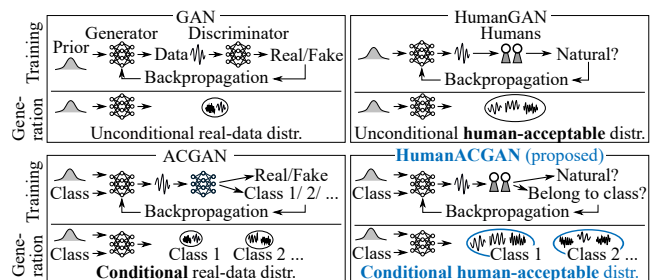 GAN
Training
Prior
Generator
Data
Discriminator
Real/Fake
Backpropagation
Gene-
ration
Unconditional real-data distr.
HumanGAN
Humans
Natural?
Backpropagation
Unconditional human-acceptable distr.
ACGAN
Training
Class
Real/Fake
Class 1/ 2/ ...
Backpropagation
Gene-
ration
Class
Class 1
Class 2 ...
Conditional real-data distr.
HumanACGAN (proposed)
Class
Natural?
Belong to class?
Backpropagation
Class
Class 1
Class 2 ...
Conditional human-acceptable distr.